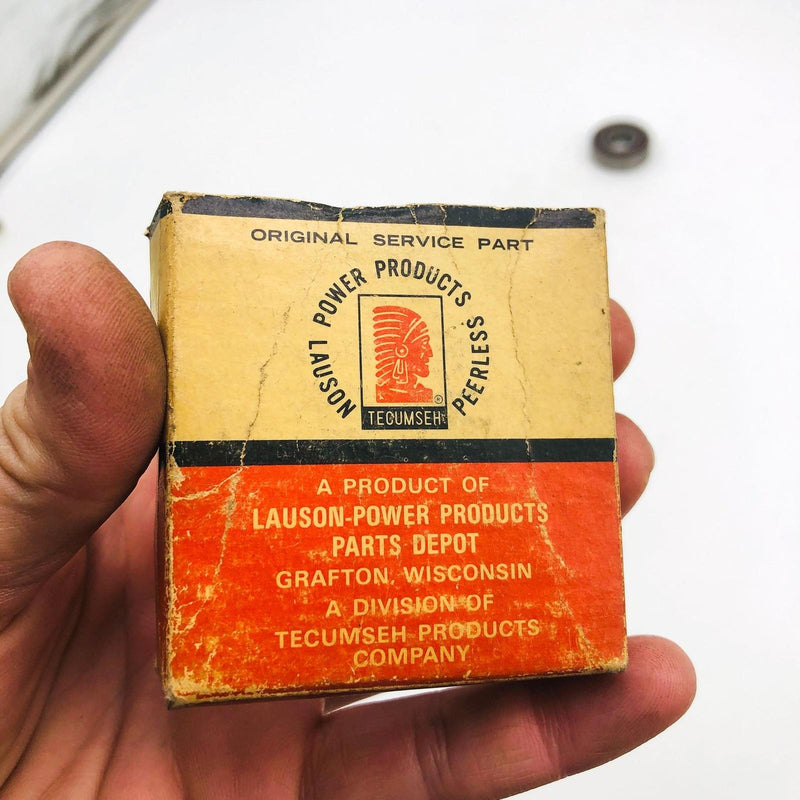 ORIGINAL SERVICE PART
LAUSON POWER PRODUCTS PEERLESS
TECUMSEH ®
A PRODUCT OF
LAUSON-POWER PRODUCTS
PARTS DEPOT
GRAFTON, WISCONSIN
A DIVISION OF
TECUMSEH PRODUCTS
COMPANY